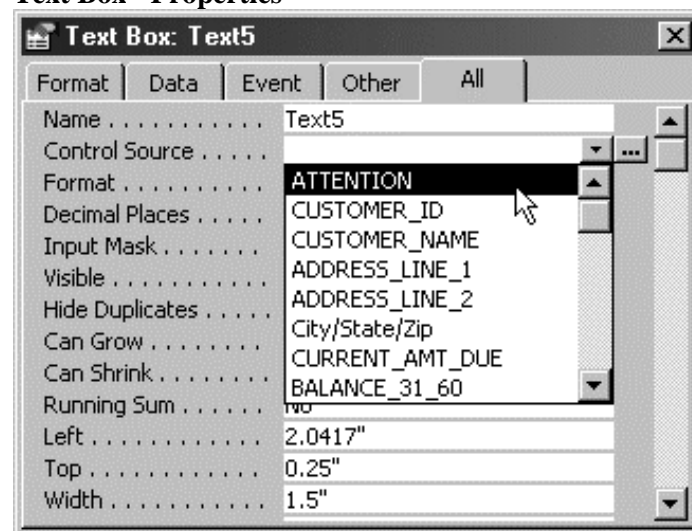 Text Box - Properties
Text Box: Text5
Format Data Event Other All
Name . . . . . . . . . . . Text5
Control Source . . . . .
Format . . . . . . . . . . ATTENTION
Decimal Places . . . . . CUSTOMER_ID
Input Mask . . . . . . . CUSTOMER_NAME
Visible . . . . . . . . . . . ADDRESS_LINE_1
Hide Duplicates . . . . . ADDRESS_LINE_2
Can Grow . . . . . . . . City/State/Zip
Can Shrink . . . . . . . . CURRENT_AMT_DUE
BALANCE_31_60
Running Sum . . . . . . No
Left . . . . . . . . . . . . 2.0417"
Top . . . . . . . . . . . . 0.25"
Width . . . . . . . . . . . 1.5"